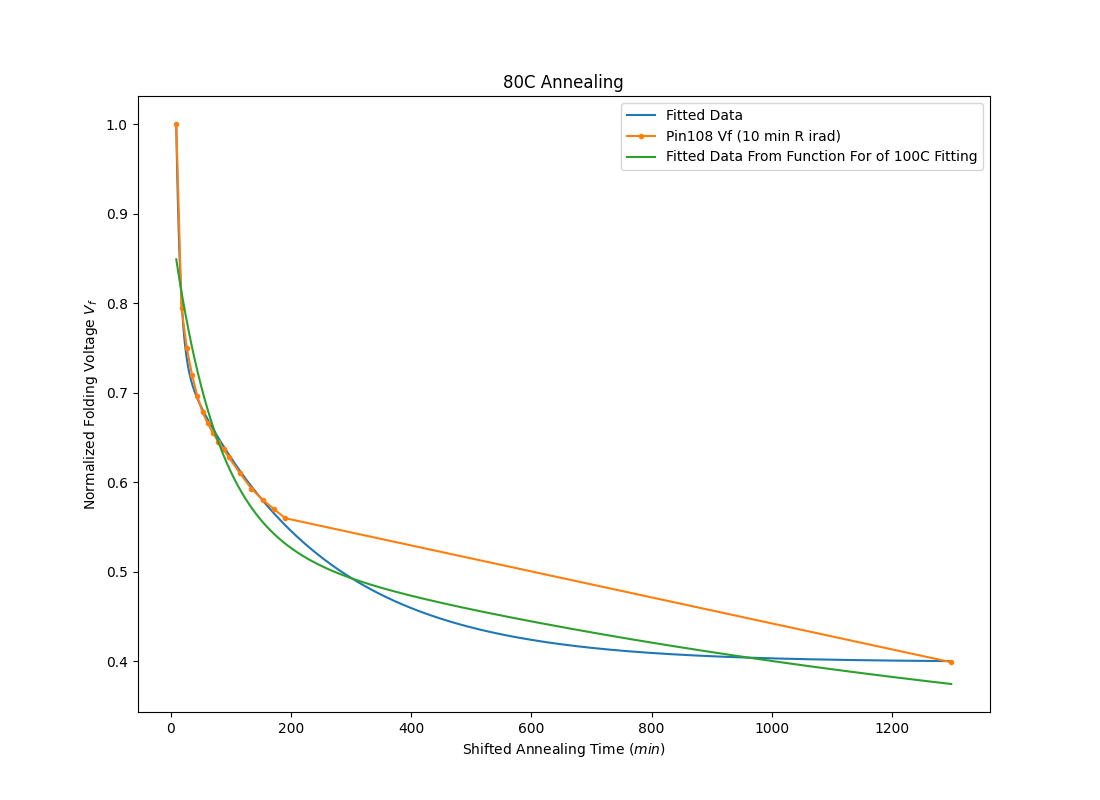 80C Annealing
Fitted Data
Pin108 Vf (10 min R irad)
Fitted Data From Function For of 100C Fitting
Normalized Folding Voltage V_f
1.0
0.9
0.8
0.7
0.6
0.5
0.4
0 200 400 600 800 1000 1200
Shifted Annealing Time (min)